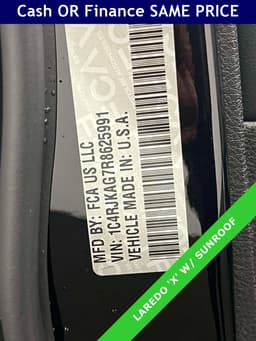 Cash OR Finance SAME PRICE
MFD BY: FCA US LLC
VIN: 1C4RJKAG7R8625991
VEHICLE MADE IN: U.S.A.
LAREDO 'X' W/ SUNROOF